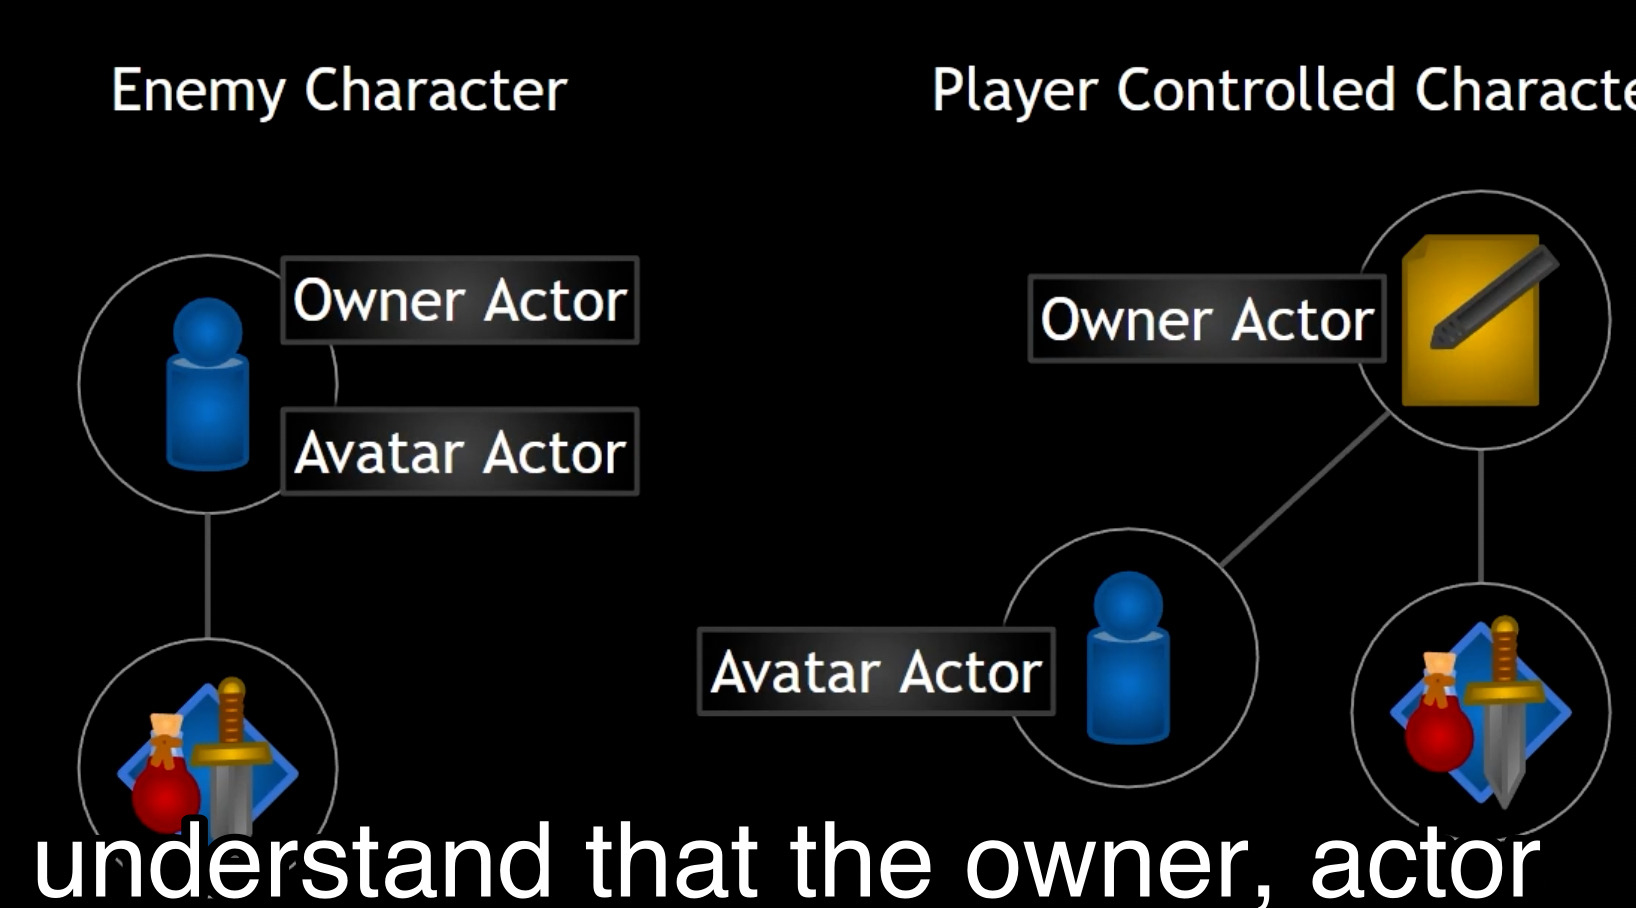 Enemy Character
Player Controlled Characte
Owner Actor
Avatar Actor
Owner Actor
Avatar Actor
understand that the owner, actor